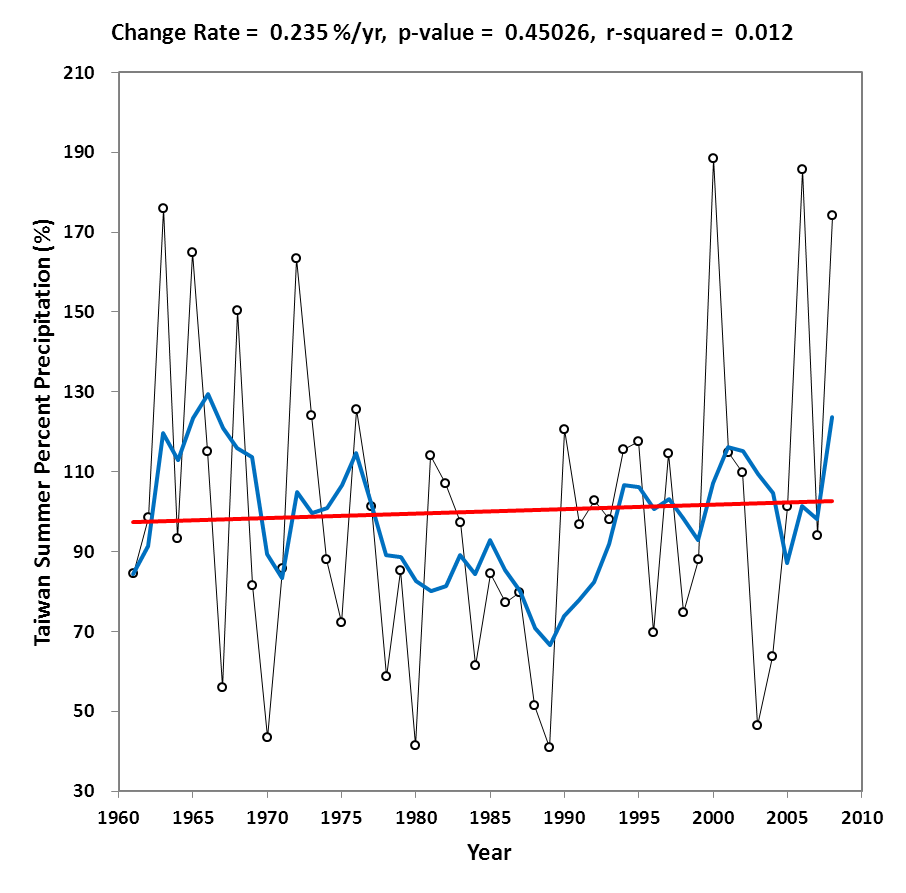 Change Rate = 0.235 %/yr, p-value = 0.45026, r-squared = 0.012
210
190
170
150
130
110
90
70
50
30
Taiwan Summer Percent Precipitation (%)
1960 1965 1970 1975 1980 1985 1990 1995 2000 2005 2010
Year